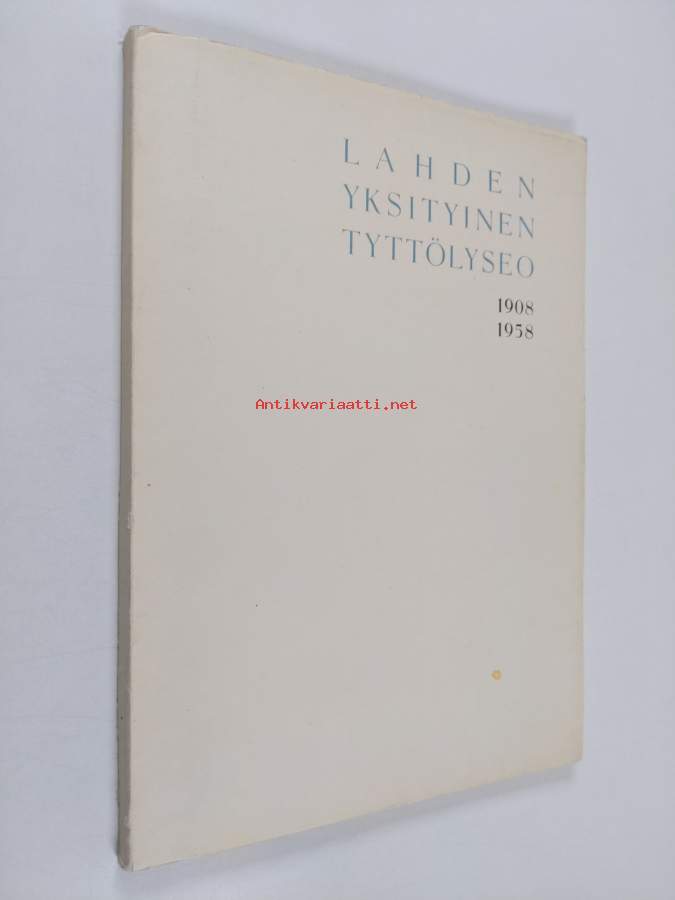 LAHDEN
YKSITYINEN
TYTTÖLYSEO
1908
1958
Antikvariaatti.net